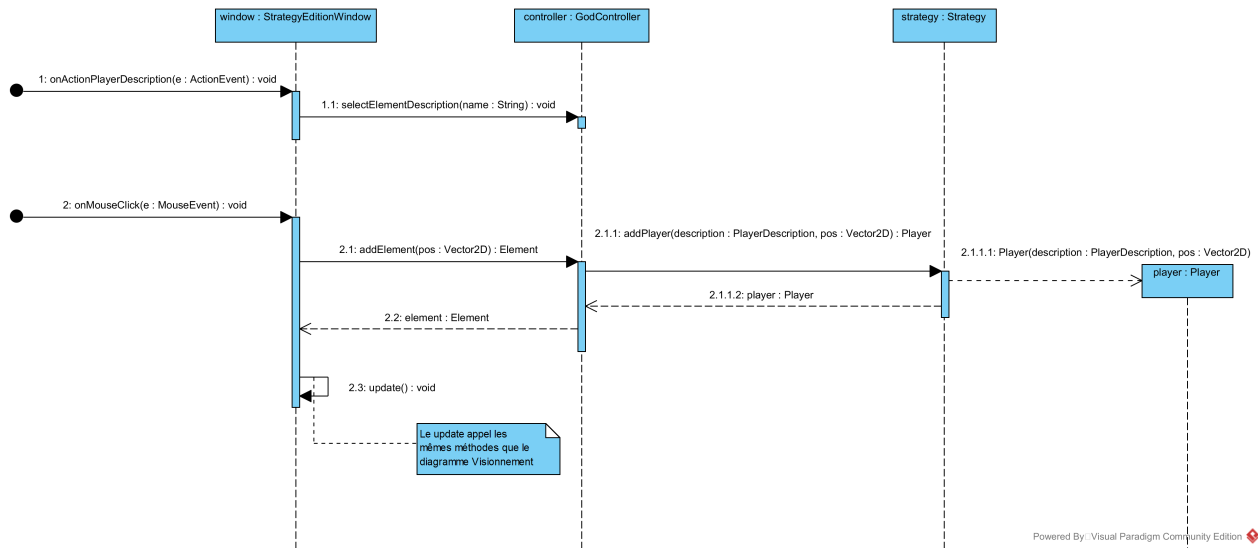 window : StrategyEditionWindow
controller : GodController
strategy : Strategy
1: onActionPlayerDescription(e : ActionEvent) : void
1.1: selectElementDescription(name : String) : void
2: onMouseClick(e : MouseEvent) : void
2.1: addElement(pos : Vector2D) : Element
2.1.1: addPlayer(description : PlayerDescription, pos : Vector2D) : Player
2.1.1.1: Player(description : PlayerDescription, pos : Vector2D)
player : Player
2.1.1.2: player : Player
2.2: element : Element
2.3: update() : void
Le update appel les
mêmes méthodes que le
diagramme Visionnement
Powered By Visual Paradigm Community Edition